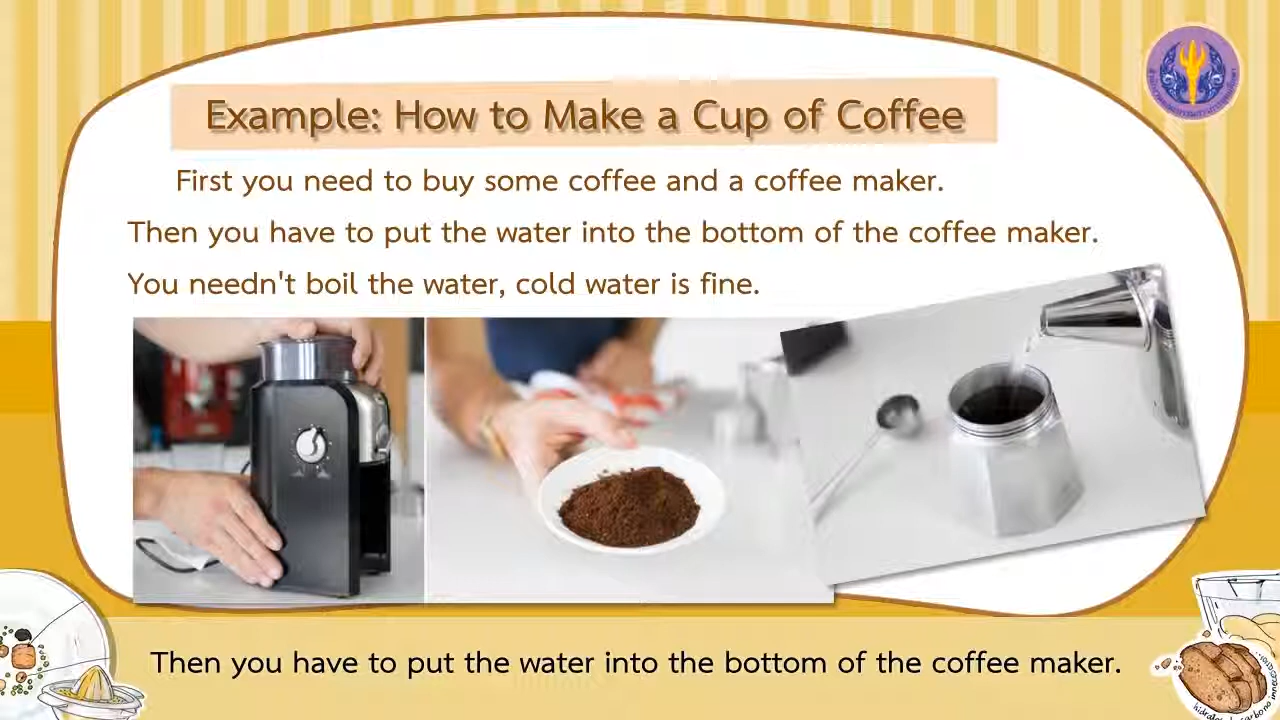 Example: How to Make a Cup of Coffee
First you need to buy some coffee and a coffee maker.
Then you have to put the water into the bottom of the coffee maker.
You needn't boil the water, cold water is fine.
Then you have to put the water into the bottom of the coffee maker.